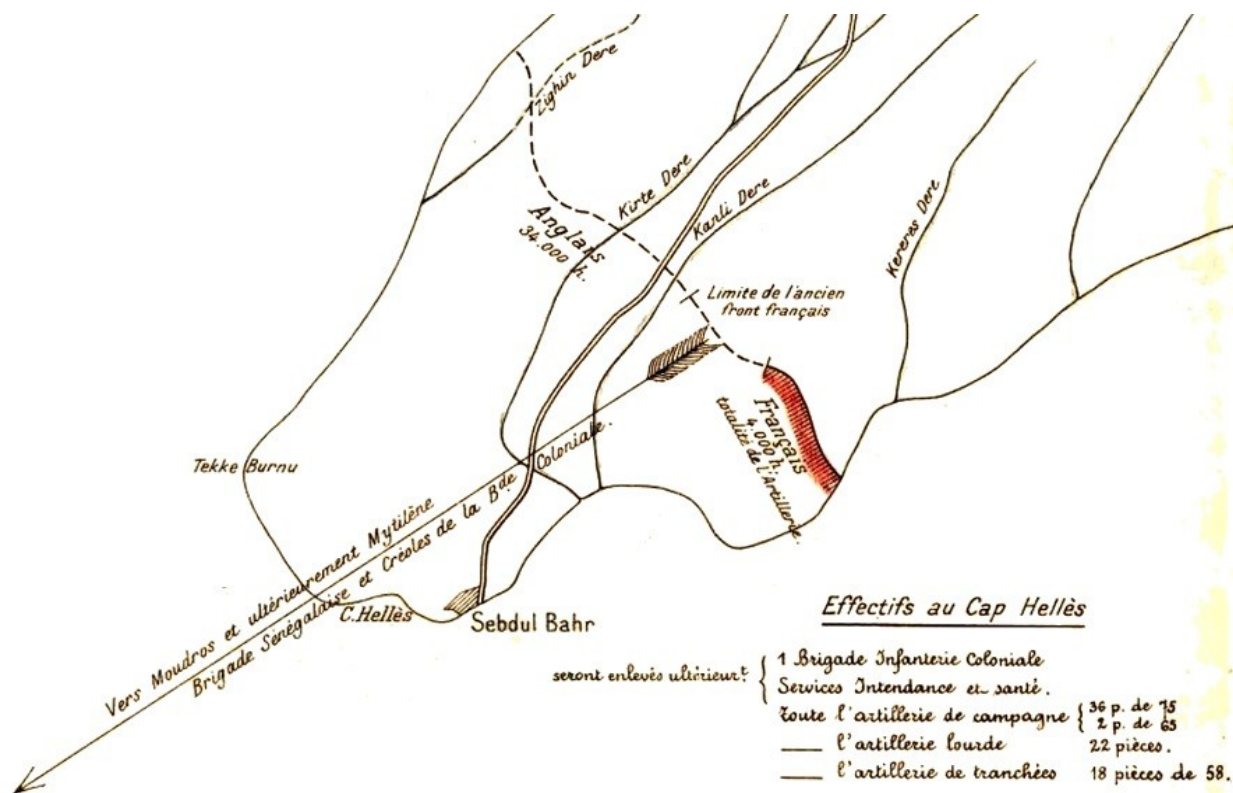 Zighin Dere
Kirte Dere
Anglais
34.000 h.
Kanli Dere
Kereres Dere
Limite de l'ancien
front français
Français
4.000 h.
totalité de l'Artillerie.
Tekke Burnu
Vers Moudros et ultérieurement Mytilène
Brigade Sénégalaise et Créoles de la Bde Coloniale.
C. Hellès
Sebdul Bahr
Effectifs au Cap Hellès
seront enlevés ultérieurt.
1 Brigade Infanterie Coloniale
Services Intendance et santé.
Toute l'artillerie de campagne 36 p. de 75
2 p. de 65
— l'artillerie lourde 22 pièces.
— l'artillerie de tranchées 18 pièces de 58.